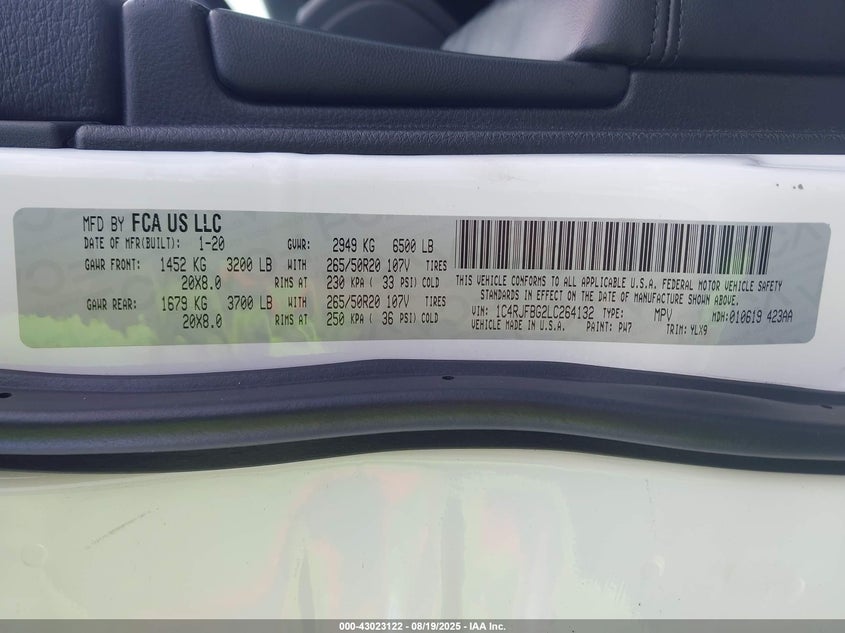 MFD BY FCA US LLC
DATE OF MFR(BUILT): 1-20 GVWR: 2949 KG 6500 LB
GAWR FRONT: 1452 KG 3200 LB WITH 265/50R20 107V TIRES
20X8.0 RIMS AT 230 KPA ( 33 PSI) COLD
GAWR REAR: 1679 KG 3700 LB WITH 265/50R20 107V TIRES
20X8.0 RIMS AT 250 KPA ( 36 PSI) COLD
THIS VEHICLE CONFORMS TO ALL APPLICABLE U.S.A. FEDERAL MOTOR VEHICLE SAFETY
STANDARDS IN EFFECT ON THE DATE OF MANUFACTURE SHOWN ABOVE.
VIN: 1C4RJFBG2LC264132 TYPE: MPV MDH: 010619 423AA
VEHICLE MADE IN U.S.A. PAINT: PW7 TRIM: YLX9
000-43023122 - 08/19/2025 - IAA Inc.